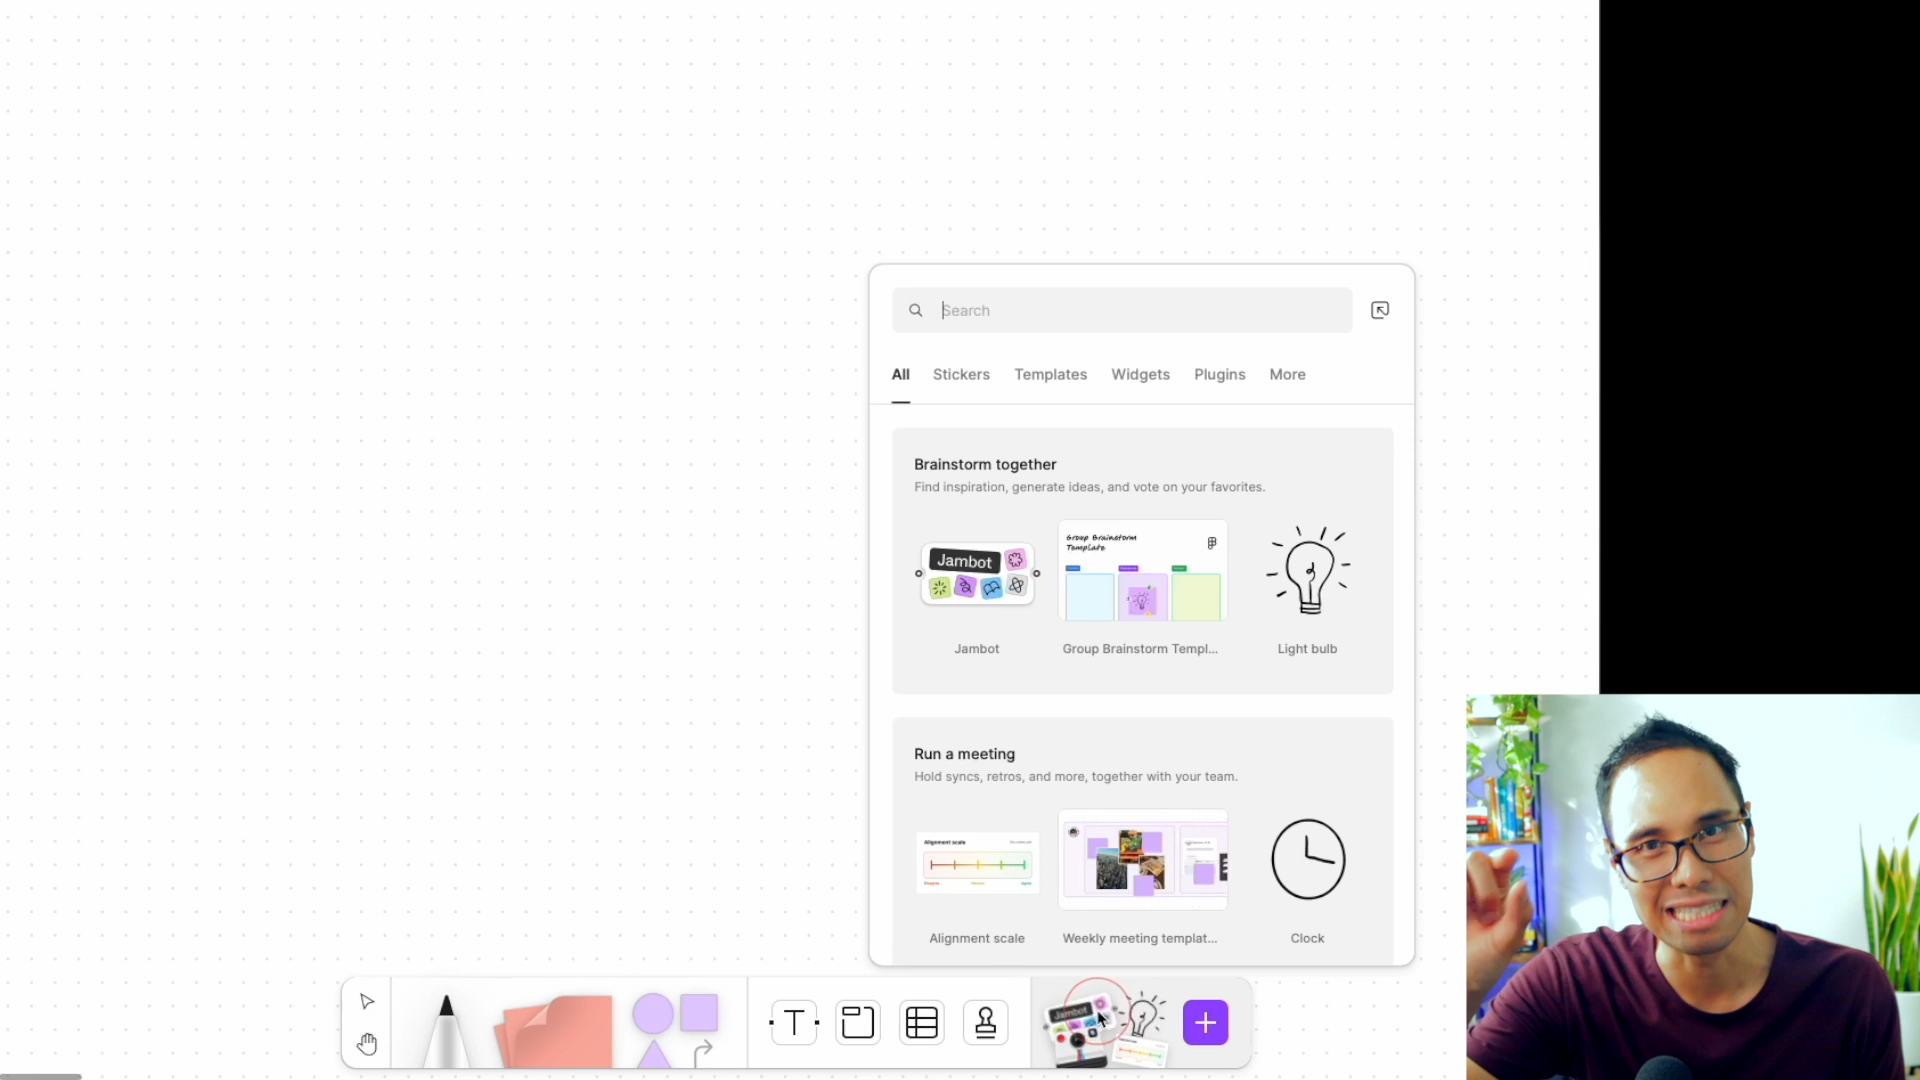 Search
All Stickers Templates Widgets Plugins More
Brainstorm together
Find inspiration, generate ideas, and vote on your favorites.
Jambot
Group Brainstorm
Template
Jambot
Group Brainstorm Templ...
Light bulb
Run a meeting
Hold syncs, retros, and more, together with your team.
Alignment scale
Alignment scale
Weekly meeting templat...
Clock
T
Jambot